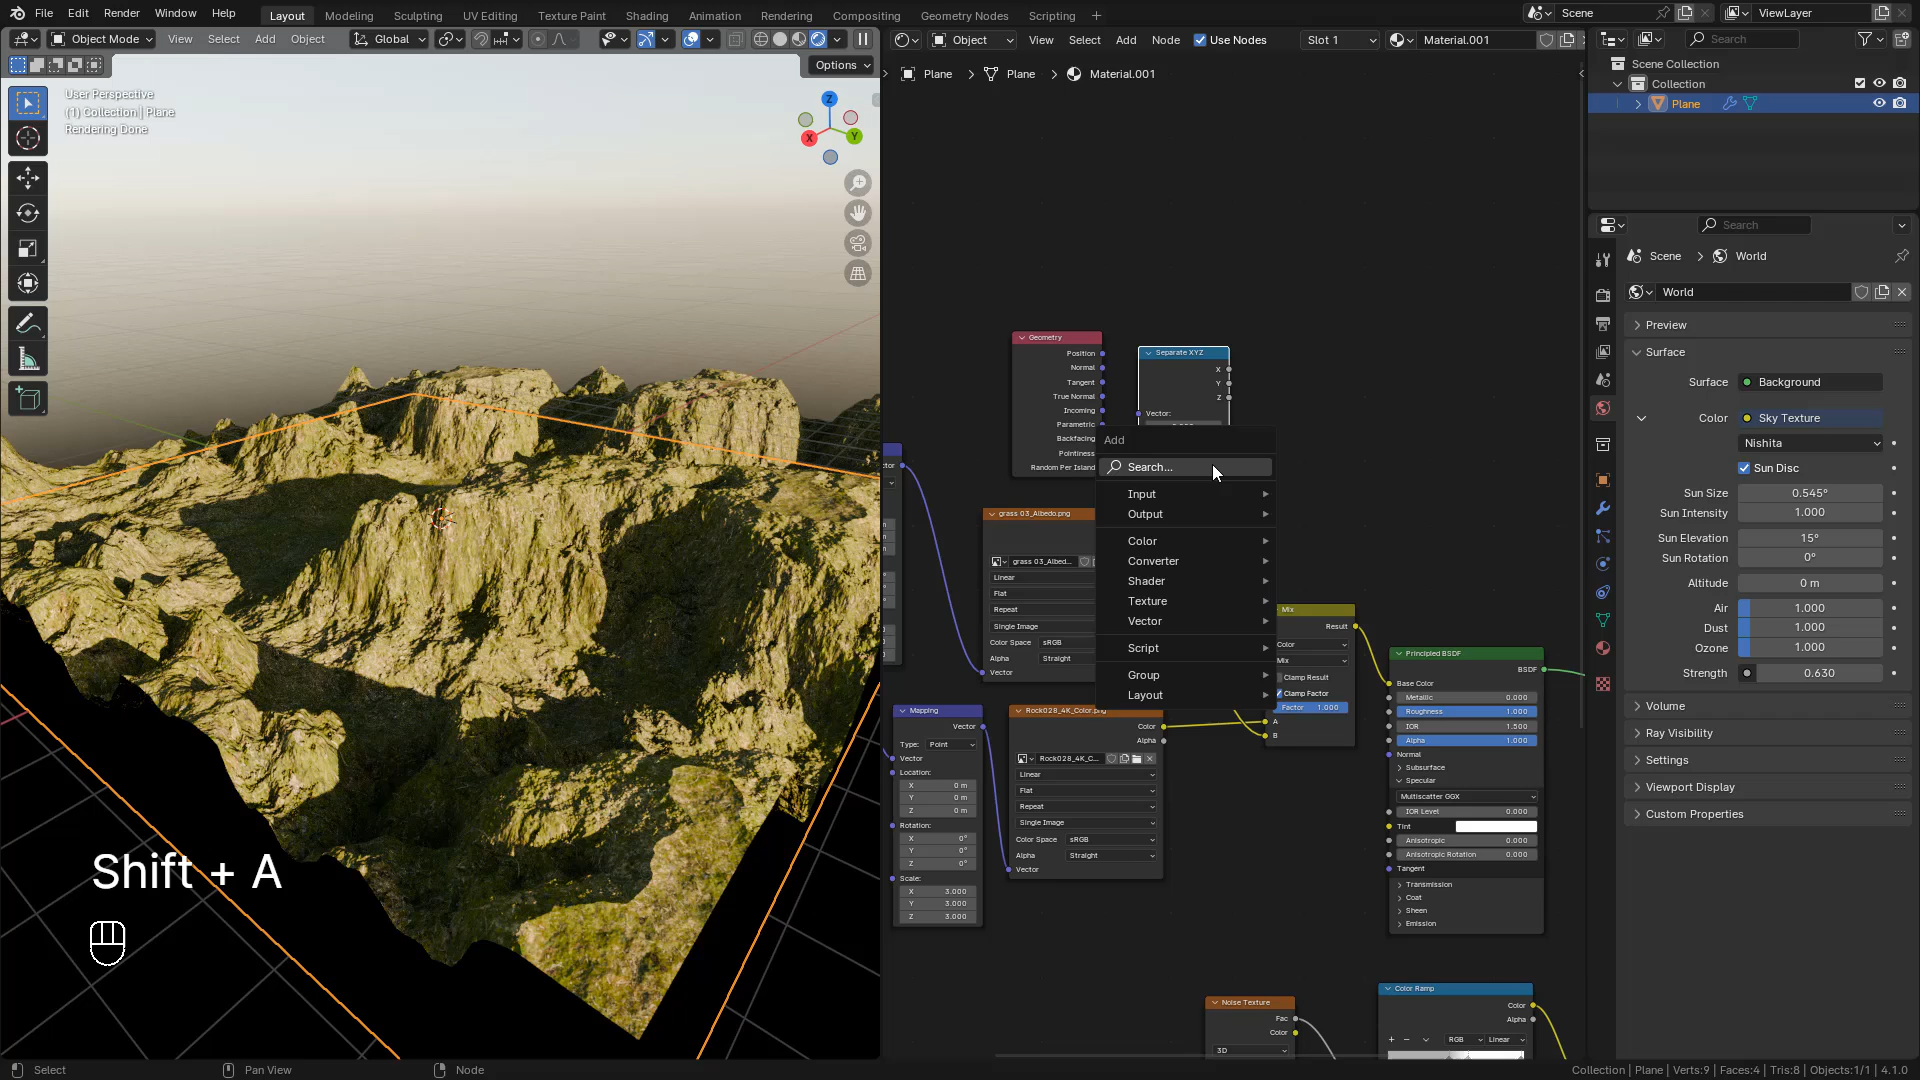 File Edit Render Window Help
Layout Modeling Sculpting UV Editing Texture Paint Shading Animation Rendering Compositing Geometry Nodes Scripting
Scene
ViewLayer
Object Mode View Select Add Object Global
Object View Select Add Node Use Nodes Slot 1 Material.001
Search
Options
Plane Plane Material.001
Scene Collection
Collection
Plane
User Perspective
(1) Collection | Plane
Rendering Done
Z
X Y
Search
Scene World
World
Preview
Surface
Surface Background
Color Sky Texture
Nishita
Sun Disc
Sun Size 0.545°
Sun Intensity 1.000
Sun Elevation 15°
Sun Rotation 0°
Altitude 0 m
Air 1.000
Dust 1.000
Ozone 1.000
Strength 0.630
Volume
Ray Visibility
Settings
Viewport Display
Custom Properties
Geometry
Position
Normal
Tangent
True Normal
Incoming
Parametric
Backfacing
Pointiness
Random Per Island
Separate XYZ
X
Y
Z
Vector:
Add
Search...
Input
Output
Color
Converter
Shader
Texture
Vector
Script
Group
Layout
grass 03_Albedo.png
grass 03_Albed...
Linear
Flat
Repeat
Single Image
Color Space sRGB
Alpha Straight
Vector
Mix
Result
Color
Mix
Clamp Result
Clamp Factor
Factor 1.000
A
B
Mapping
Vector
Type: Point
Vector
Location:
X 0 m
Y 0 m
Z 0 m
Rotation:
X 0°
Y 0°
Z 0°
Scale:
X 3.000
Y 3.000
Z 3.000
Rock028_4K_Color.png
Color
Alpha
Rock028_4K_C...
Linear
Flat
Repeat
Single Image
Color Space sRGB
Alpha Straight
Vector
Principled BSDF
BSDF
Base Color
Metallic 0.000
Roughness 1.000
IOR 1.500
Alpha 1.000
Normal
Subsurface
Specular
Multiscatter GGX
IOR Level 0.000
Tint
Anisotropic 0.000
Anisotropic Rotation 0.000
Tangent
Transmission
Coat
Sheen
Emission
Noise Texture
Fac
Color
3D
Color Ramp
Color
Alpha
RGB Linear
Shift + A
Select Pan View Node
Collection | Plane | Verts:9 | Faces:4 | Tris:8 | Objects:1/1 | 4.1.0